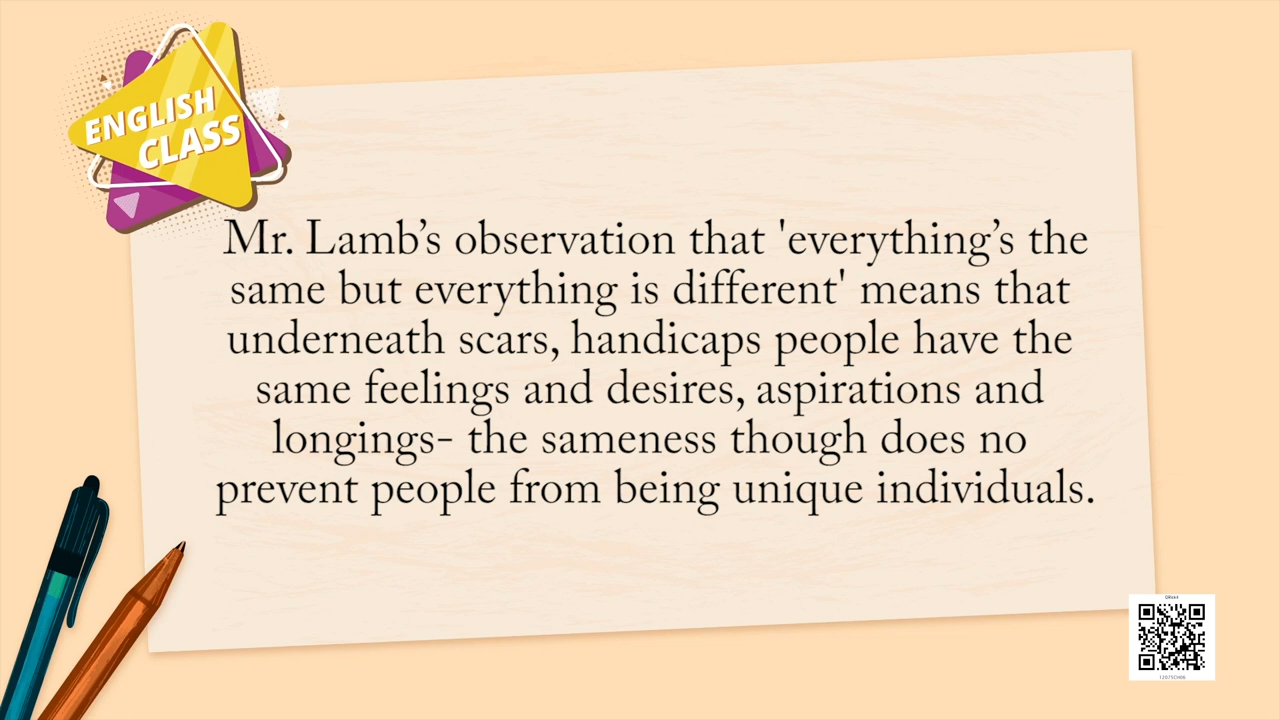 ENGLISH
CLASS
Mr. Lamb’s observation that 'everything’s the
same but everything is different' means that
underneath scars, handicaps people have the
same feelings and desires, aspirations and
longings- the sameness though does no
prevent people from being unique individuals.
12075CH06